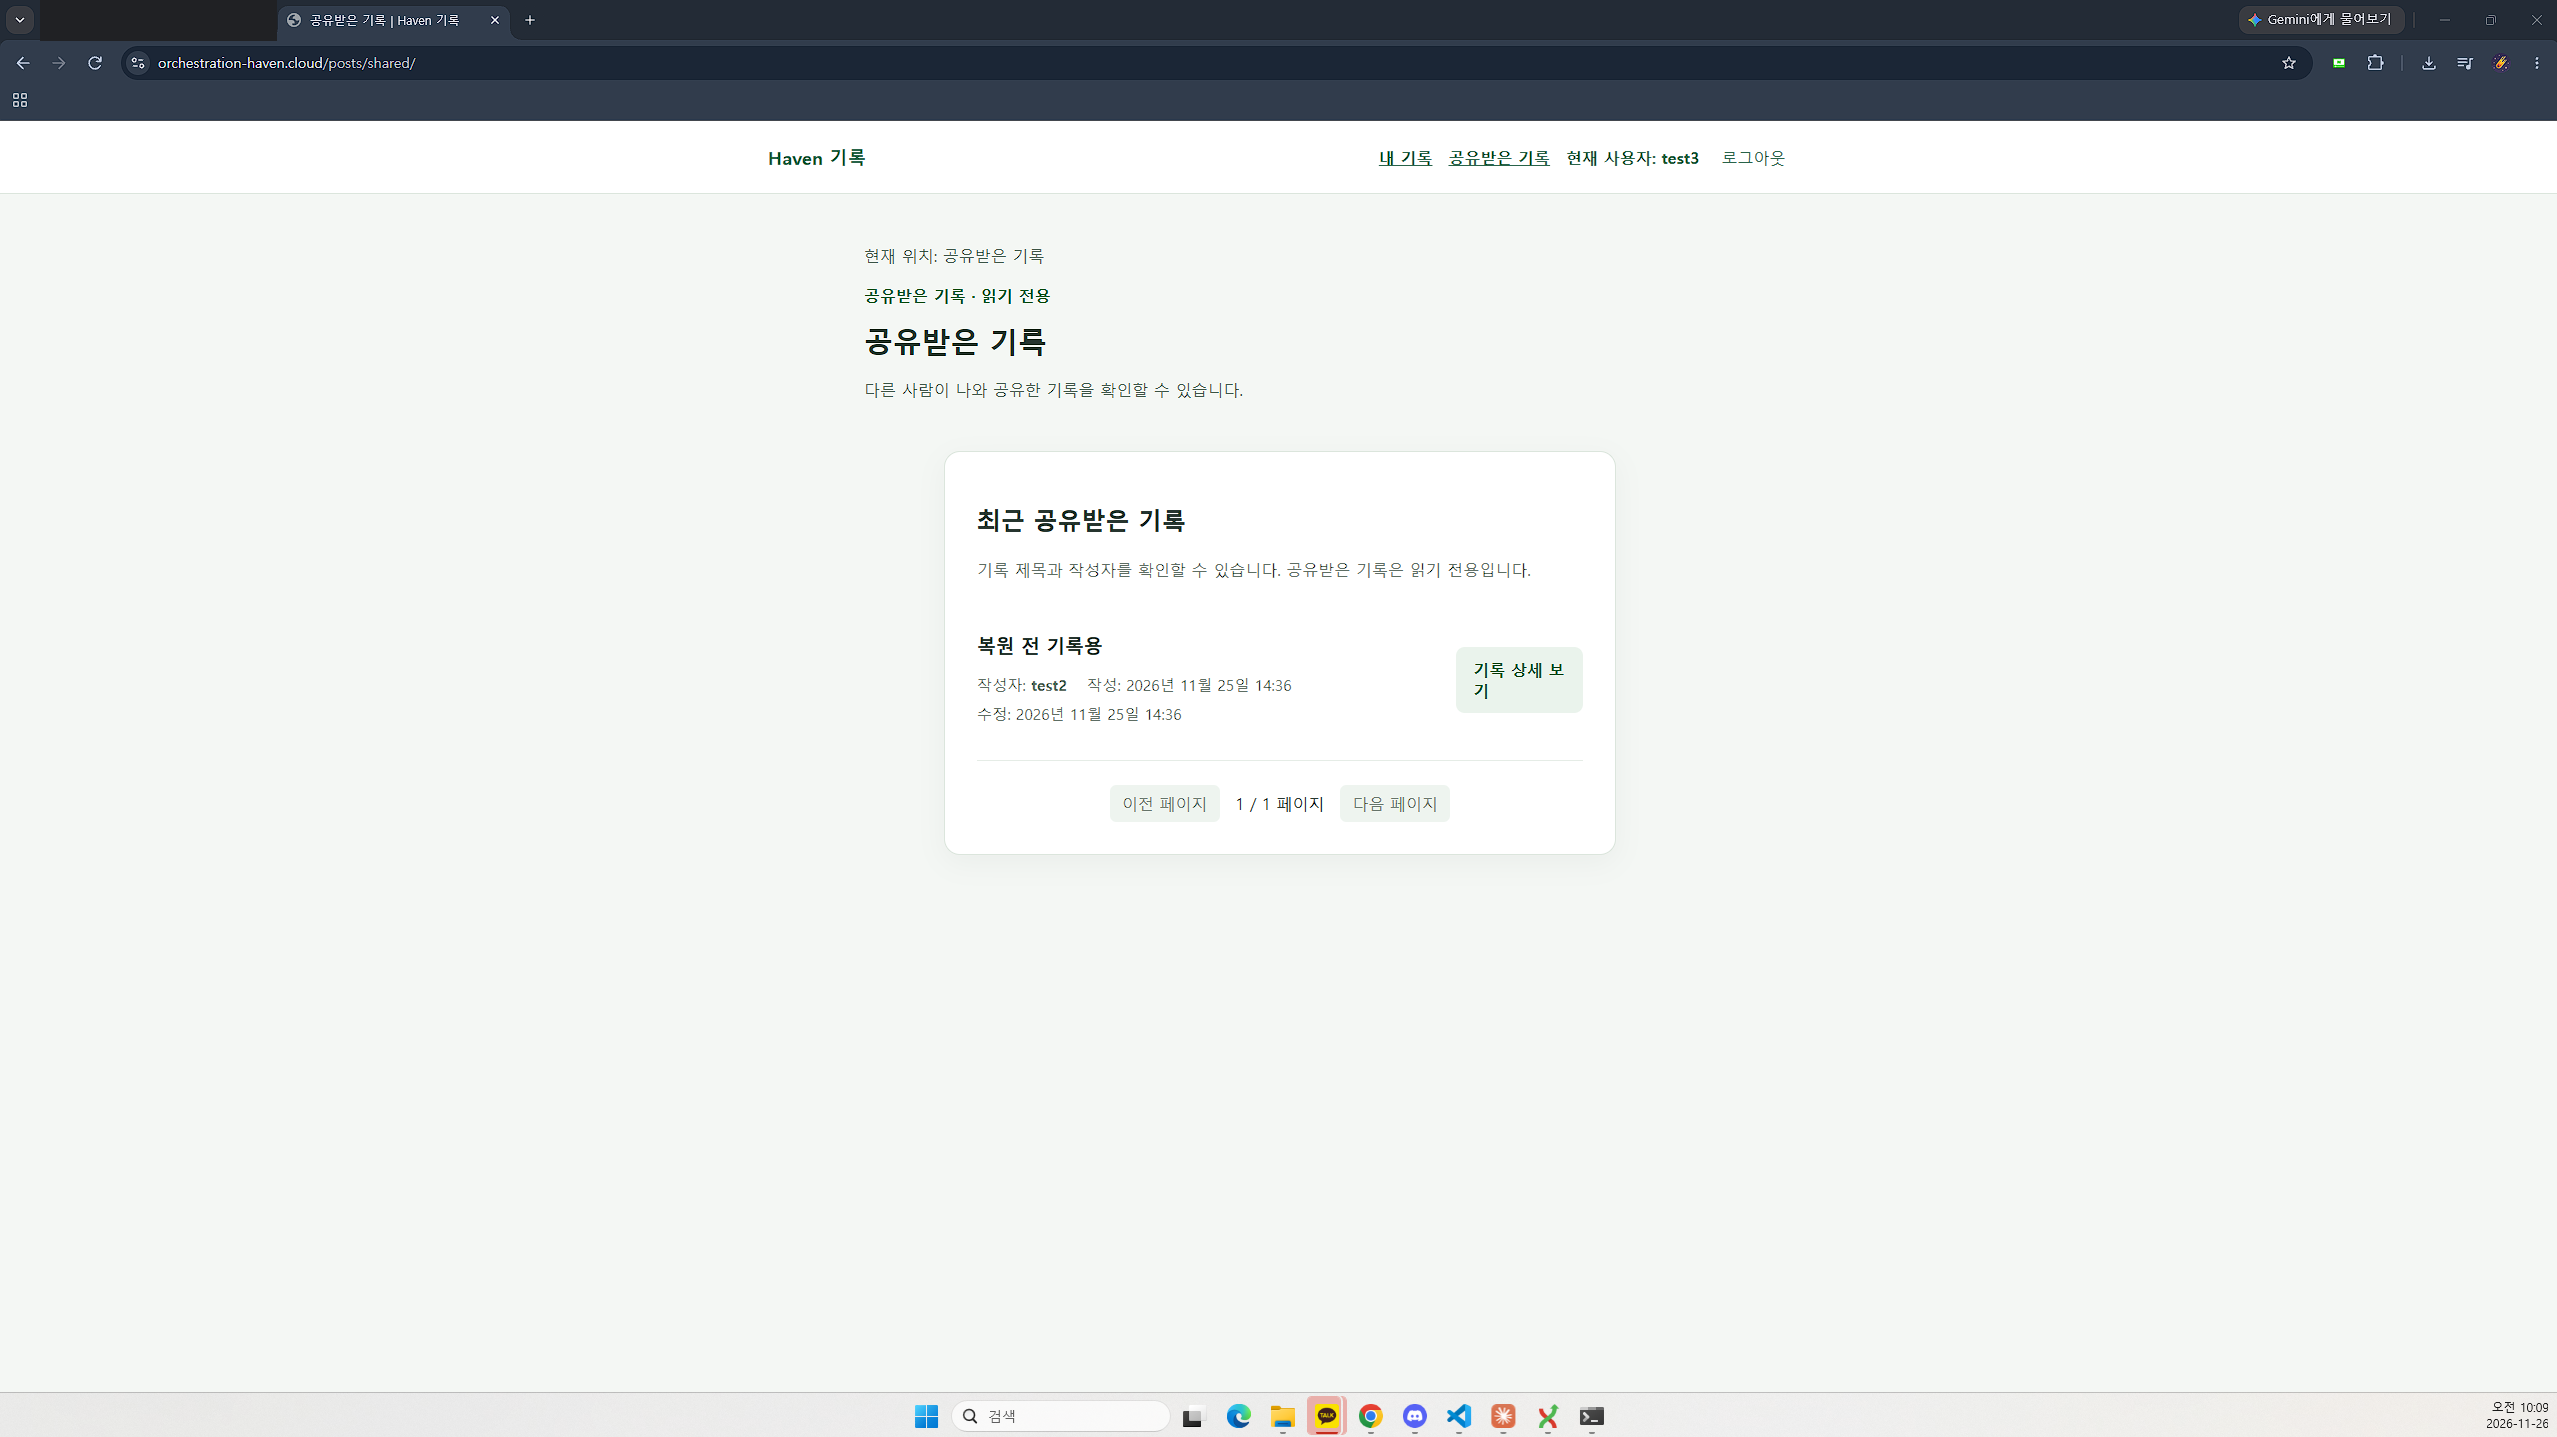 공유받은 기록 | Haven 기록
Gemini에게 물어보기
orchestration-haven.cloud/posts/shared/
Haven 기록
내 기록 공유받은 기록 현재 사용자: test3 로그아웃
현재 위치: 공유받은 기록
공유받은 기록 · 읽기 전용
공유받은 기록
다른 사람이 나와 공유한 기록을 확인할 수 있습니다.
최근 공유받은 기록
기록 제목과 작성자를 확인할 수 있습니다. 공유받은 기록은 읽기 전용입니다.
복원 전 기록용
작성자: test2 작성: 2026년 11월 25일 14:36
수정: 2026년 11월 25일 14:36
기록 상세 보
기
이전 페이지 1 / 1 페이지 다음 페이지
검색
TALK
오전 10:09
2026-11-26